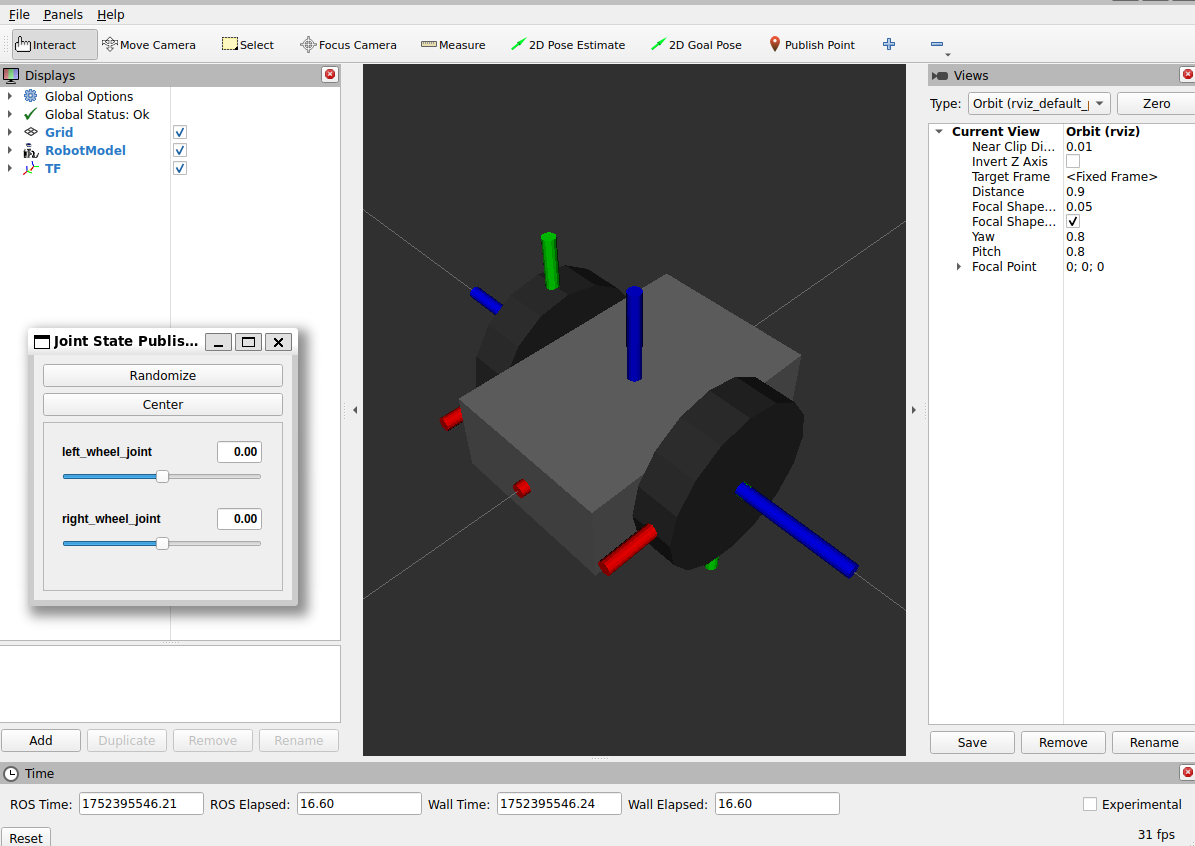 File Panels Help
Interact Move Camera Select Focus Camera Measure 2D Pose Estimate 2D Goal Pose Publish Point
Displays
Global Options
Global Status: Ok
Grid
RobotModel
TF
Joint State Publis...
Randomize
Center
left_wheel_joint 0.00
right_wheel_joint 0.00
Add Duplicate Remove Rename
Views
Type: Orbit (rviz_default_ Zero
Current View Orbit (rviz)
Near Clip Di... 0.01
Invert Z Axis
Target Frame <Fixed Frame>
Distance 0.9
Focal Shape... 0.05
Focal Shape...
Yaw 0.8
Pitch 0.8
Focal Point 0; 0; 0
Save Remove Rename
Time
ROS Time: 1752395546.21 ROS Elapsed: 16.60 Wall Time: 1752395546.24 Wall Elapsed: 16.60 Experimental
Reset 31 fps